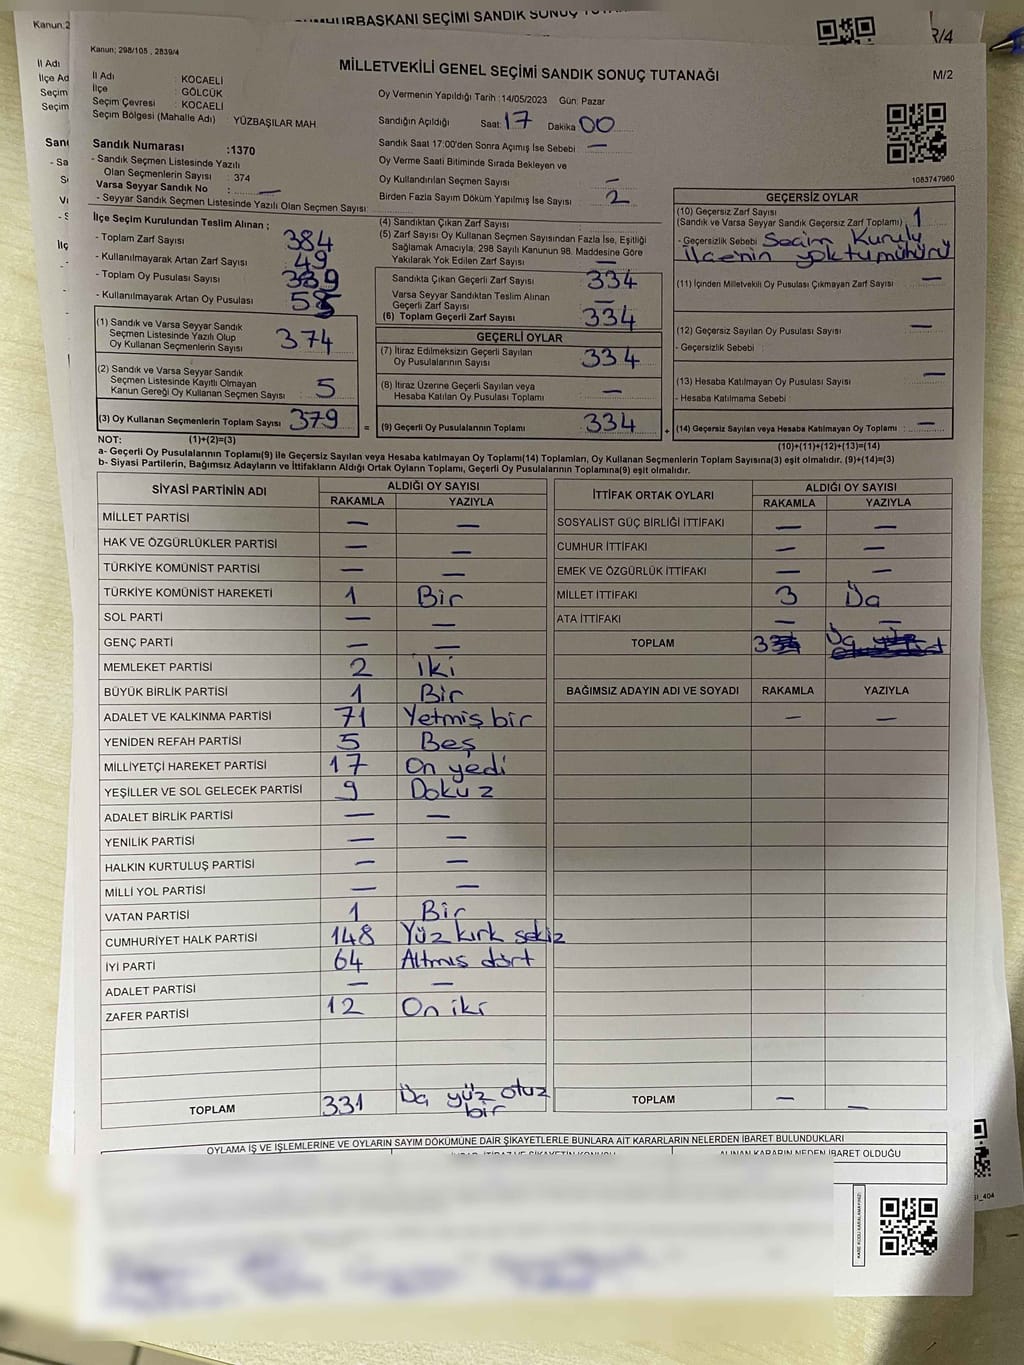 CUMHURBAŞKANI SEÇİMİ SANDIK SONUÇ
Kanun:2
R/4
İl Adı
İlçe Ad
Seçim
Seçim
Kanun; 298/105 , 2839/4
MİLLETVEKİLİ GENEL SEÇİMİ SANDIK SONUÇ TUTANAĞI
M/2
İl Adı : KOCAELİ
İlçe : GÖLCÜK
Seçim Çevresi : KOCAELİ
Seçim Bölgesi (Mahalle Adı) : YÜZBAŞILAR MAH.
Oy Vermenin Yapıldığı Tarih :14/05/2023 Gün: Pazar
Sandığın Açıldığı Saat: 17 Dakika 00
Sandık Numarası :1370
- Sandık Seçmen Listesinde Yazılı
Olan Seçmenlerin Sayısı : 374
Varsa Seyyar Sandık No : —
- Seyyar Sandık Seçmen Listesinde Yazılı Olan Seçmen Sayısı:
Sandık Saat 17:00'den Sonra Açımış İse Sebebi : —
Oy Verme Saati Bitiminde Sırada Bekleyen ve
Oy Kullandırılan Seçmen Sayısı —
Birden Fazla Sayım Döküm Yapılmış İse Sayısı 2
1083747960
İlçe Seçim Kurulundan Teslim Alınan ;
- Toplam Zarf Sayısı 384
- Kullanılmayarak Artan Zarf Sayısı 49
- Toplam Oy Pusulası Sayısı 389
- Kullanılmayarak Artan Oy Pusulası 55
(1) Sandık ve Varsa Seyyar Sandık
Seçmen Listesinde Yazılı Olup
Oy Kullanan Seçmenlerin Sayısı 374
(2) Sandık ve Varsa Seyyar Sandık
Seçmen Listesinde Kayıtlı Olmayan
Kanun Gereği Oy Kullanan Seçmen Sayısı 5
(3) Oy Kullanan Seçmenlerin Toplam Sayısı 379 =
(4) Sandıktan Çıkan Zarf Sayısı
(5) Zarf Sayısı Oy Kullanan Seçmen Sayısından Fazla İse, Eşitliği
Sağlamak Amacıyla; 298 Sayılı Kanunun 98. Maddesine Göre
Yakılarak Yok Edilen Zarf Sayısı —
Sandıkta Çıkan Geçerli Zarf Sayısı 334
Varsa Seyyar Sandıktan Teslim Alınan
Geçerli Zarf Sayısı —
(6) Toplam Geçerli Zarf Sayısı 334
GEÇERLİ OYLAR
(7) İtiraz Edilmeksizin Geçerli Sayılan
Oy Pusulalarının Sayısı 334
(8) İtiraz Üzerine Geçerli Sayılan veya
Hesaba Katılan Oy Pusulası Toplamı —
(9) Geçerli Oy Pusulalarının Toplamı 334 +
GEÇERSİZ OYLAR
(10) Geçersiz Zarf Sayısı
(Sandık ve Varsa Seyyar Sandık Geçersiz Zarf Toplamı) 1
- Geçersizlik Sebebi Seçim Kurulu
ilçenin yoktu mühürü
(11) İçinden Milletvekili Oy Pusulası Çıkmayan Zarf Sayısı —
(12) Geçersiz Sayılan Oy Pusulası Sayısı —
- Geçersizlik Sebebi :
(13) Hesaba Katılmayan Oy Pusulası Sayısı —
- Hesaba Katılmama Sebebi :
(14) Geçersiz Sayılan veya Hesaba Katılmayan Oy Toplamı : —
NOT: (1)+(2)=(3)
(10)+(11)+(12)+(13)=(14)
a- Geçerli Oy Pusulalarının Toplamı(9) ile Geçersiz Sayılan veya Hesaba katılmayan Oy Toplamı(14) Toplamları, Oy Kullanan Seçmenlerin Toplam Sayısına(3) eşit olmalıdır. (9)+(14)=(3)
b- Siyasi Partilerin, Bağımsız Adayların ve İttifakların Aldığı Ortak Oyların Toplamı, Geçerli Oy Pusulalarının Toplamına(9) eşit olmalıdır.
SİYASİ PARTİNİN ADI ALDIĞI OY SAYISI
RAKAMLA YAZIYLA
MİLLET PARTİSİ — —
HAK VE ÖZGÜRLÜKLER PARTİSİ — —
TÜRKİYE KOMÜNİST PARTİSİ — —
TÜRKİYE KOMÜNİST HAREKETİ 1 Bir
SOL PARTİ — —
GENÇ PARTİ — —
MEMLEKET PARTİSİ 2 iki
BÜYÜK BİRLİK PARTİSİ 1 Bir
ADALET VE KALKINMA PARTİSİ 71 Yetmiş bir
YENİDEN REFAH PARTİSİ 5 Beş
MİLLİYETÇİ HAREKET PARTİSİ 17 On yedi
YEŞİLLER VE SOL GELECEK PARTİSİ 9 Dokuz
ADALET BİRLİK PARTİSİ — —
YENİLİK PARTİSİ — —
HALKIN KURTULUŞ PARTİSİ — —
MİLLİ YOL PARTİSİ — —
VATAN PARTİSİ 1 Bir
CUMHURİYET HALK PARTİSİ 148 Yüz kırk sekiz
İYİ PARTİ 64 Altmış dört
ADALET PARTİSİ — —
ZAFER PARTİSİ 12 On iki
TOPLAM 331 Üç yüz otuz
bir
İTTİFAK ORTAK OYLARI ALDIĞI OY SAYISI
RAKAMLA YAZIYLA
SOSYALİST GÜÇ BİRLİĞİ İTTİFAKI — —
CUMHUR İTTİFAKI — —
EMEK VE ÖZGÜRLÜK İTTİFAKI — —
MİLLET İTTİFAKI 3 Üç
ATA İTTİFAKI — —
TOPLAM 3 Üç
BAĞIMSIZ ADAYIN ADI VE SOYADI RAKAMLA YAZIYLA
— —
TOPLAM — —
OYLAMA İŞ VE İŞLEMLERİNE VE OYLARIN SAYIM DÖKÜMÜNE DAİR ŞİKAYETLERLE BUNLARA AİT KARARLARIN NELERDEN İBARET BULUNDUKLARI
ALINAN KARARIN NEDEN İBARET OLDUĞU